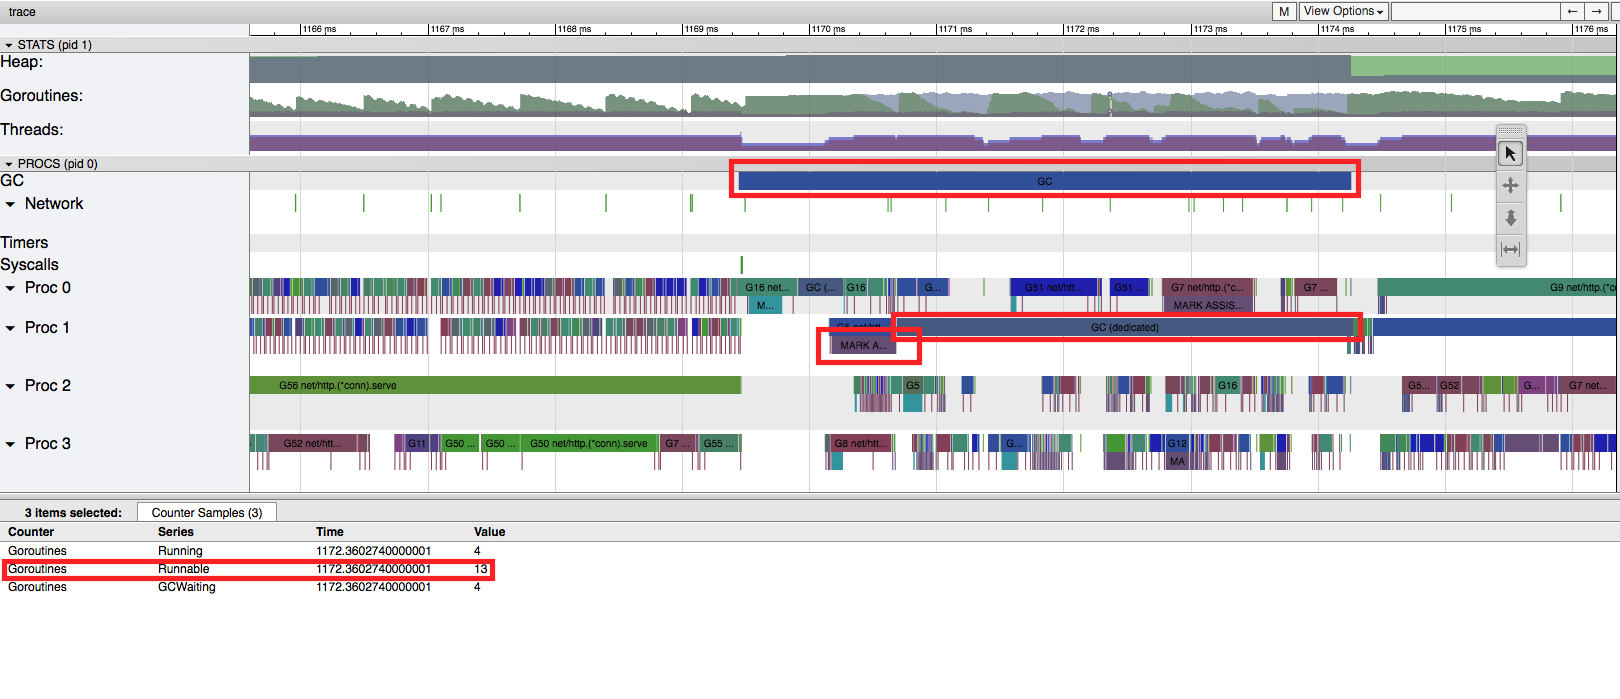 trace
M View Options ← →
1166 ms 1167 ms 1168 ms 1169 ms 1170 ms 1171 ms 1172 ms 1173 ms 1174 ms 1175 ms 1176 ms
STATS (pid 1)
Heap:
Goroutines:
Threads:
PROCS (pid 0)
GC GC
Network
Timers
Syscalls
Proc 0 G16 net... GC (... G16 G... G51 net/htt... G51 ... G7 net/http.(*c... G7 ... G9 net/http.(*c
M... MARK ASSIS...
Proc 1 GC (dedicated)
MARK A...
Proc 2 G56 net/http.(*conn).serve G5 G16 G5... G52 G... G7 net...
Proc 3 G52 net/htt... G11 G50 ... G50 ... G50 net/http.(*conn).serve G7 ... G55 ... G8 net/htt... G... G12
MA
3 items selected: Counter Samples (3)
Counter Series Time Value
Goroutines Running 1172.3602740000001 4
Goroutines Runnable 1172.3602740000001 13
Goroutines GCWaiting 1172.3602740000001 4